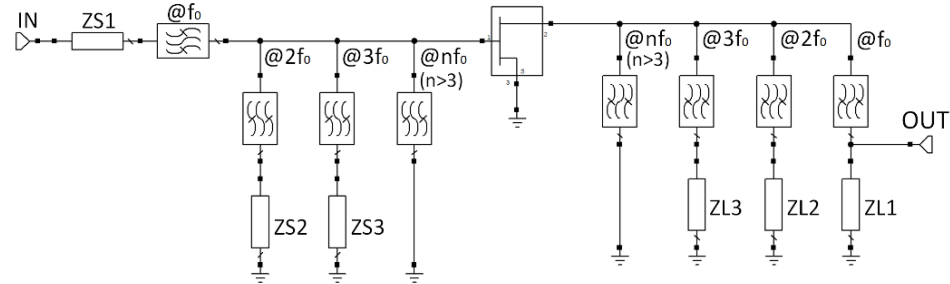 IN
ZS1
@f₀
@2f₀
@3f₀
@nf₀
(n>3)
ZS2
ZS3
1
2
3
3
@nf₀
(n>3)
@3f₀
@2f₀
@f₀
OUT
ZL3
ZL2
ZL1